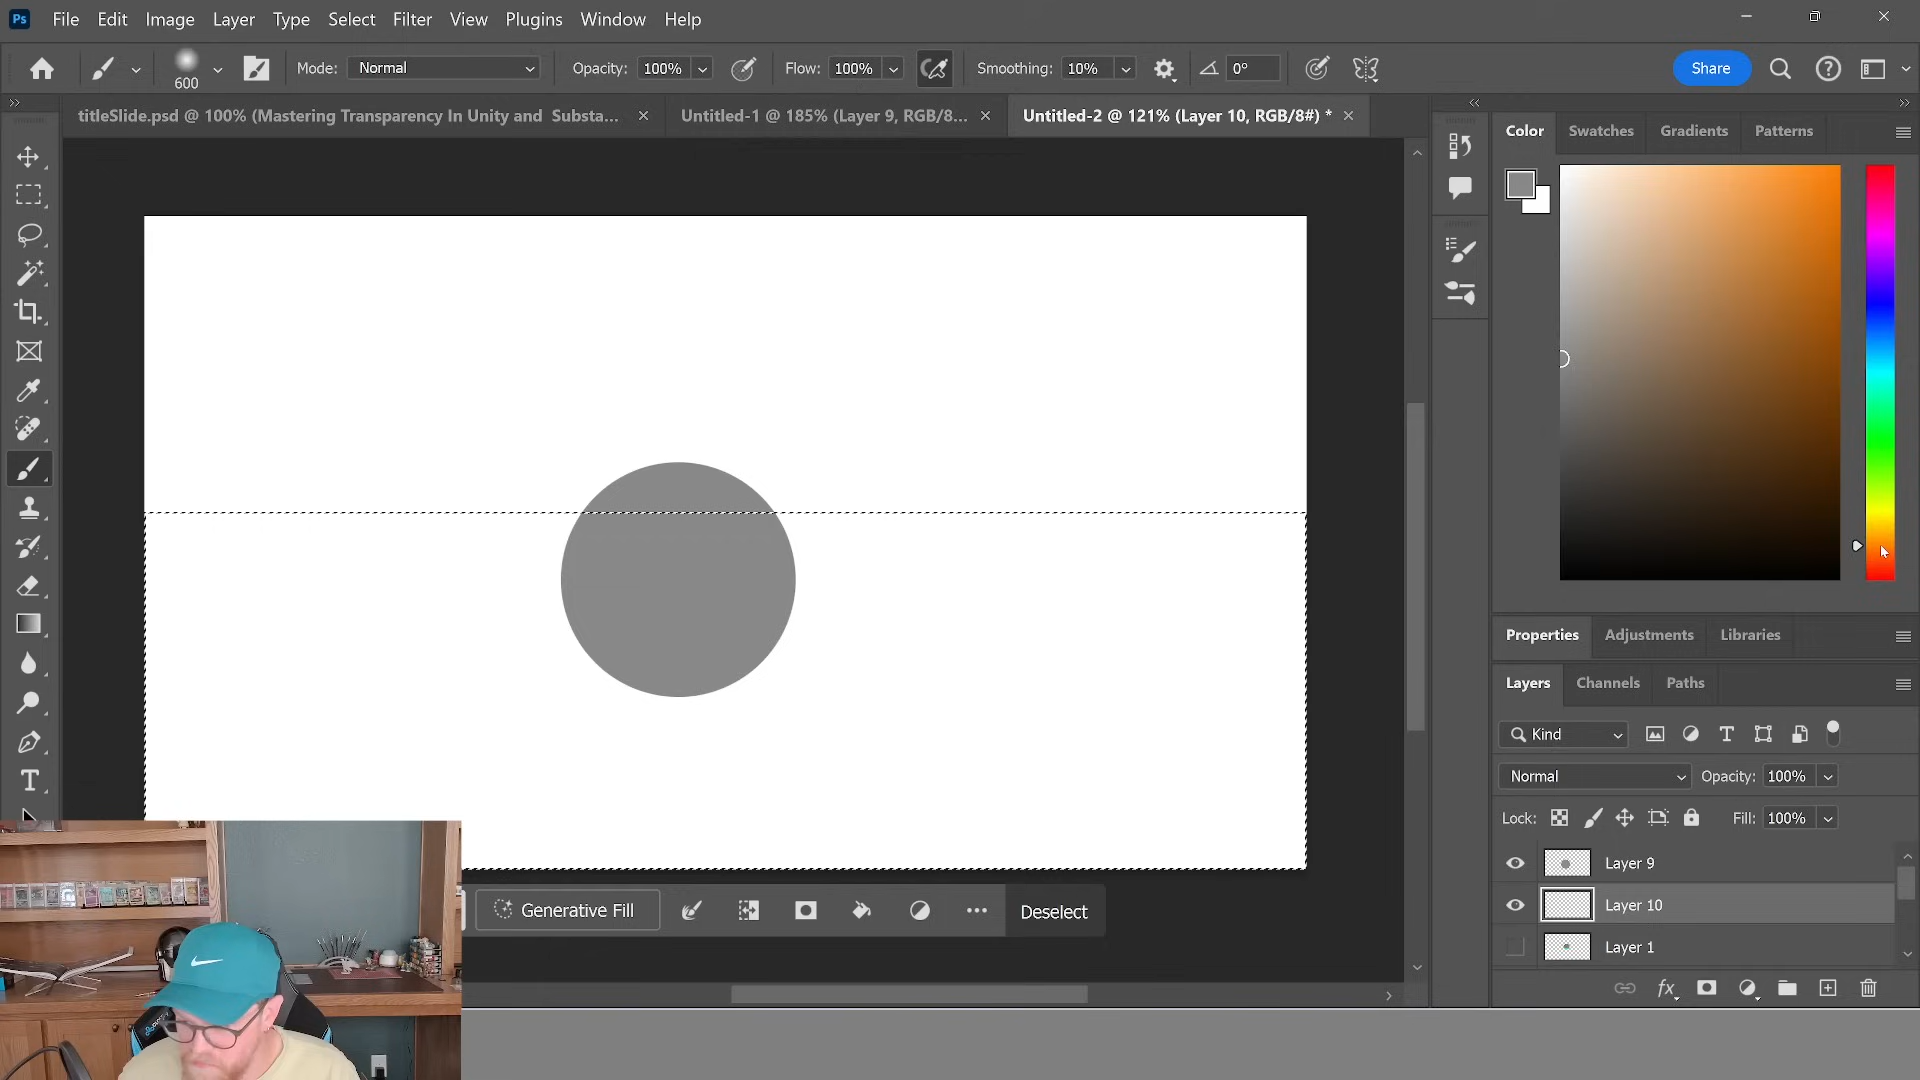 Ps File Edit Image Layer Type Select Filter View Plugins Window Help
600 Mode: Normal Opacity: 100% Flow: 100% Smoothing: 10% 0° Share
titleSlide.psd @ 100% (Mastering Transparency In Unity and Substa... Untitled-1 @ 185% (Layer 9, RGB/8... Untitled-2 @ 121% (Layer 10, RGB/8#) *
Color Swatches Gradients Patterns
Properties Adjustments Libraries
Layers Channels Paths
Kind
Normal Opacity: 100%
Lock: Fill: 100%
Layer 9
Layer 10
Layer 1
Generative Fill Deselect
fx